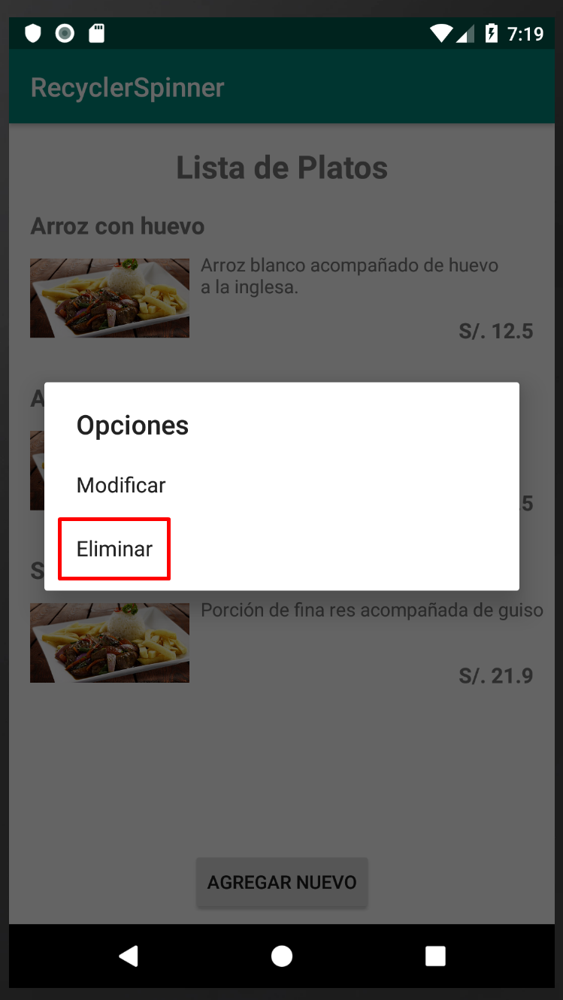 7:19
RecyclerSpinner
Lista de Platos
Arroz con huevo
Arroz blanco acompañado de huevo
a la inglesa.
S/. 12.5
Opciones
Modificar
Eliminar
Porción de fina res acompañada de guiso
S/. 21.9
AGREGAR NUEVO